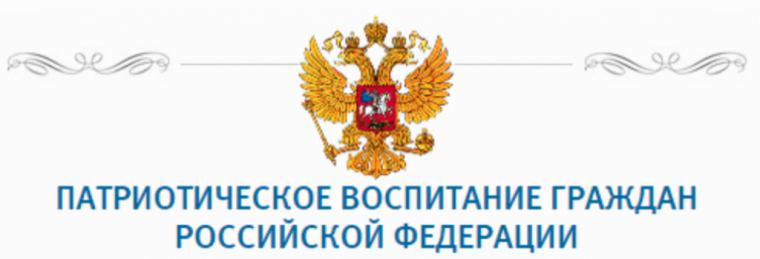 ПАТРИОТИЧЕСКОЕ ВОСПИТАНИЕ ГРАЖДАН
РОССИЙСКОЙ ФЕДЕРАЦИИ